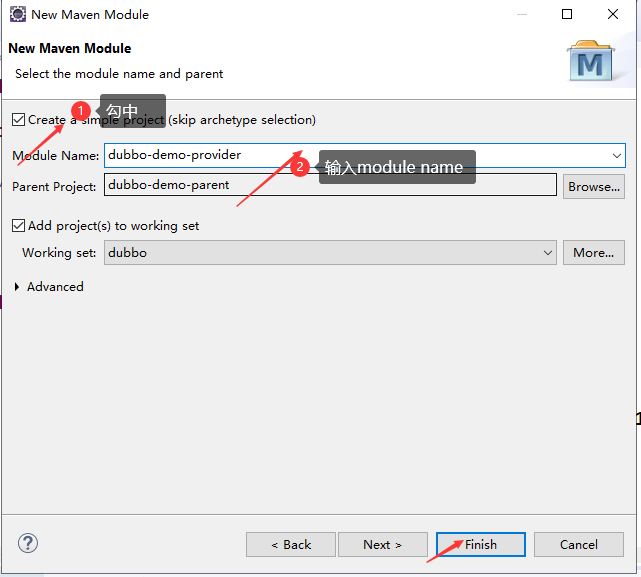 New Maven Module
New Maven Module
Select the module name and parent
M
1 勾中
Create a simple project (skip archetype selection)
Module Name: dubbo-demo-provider
2 输入module name
Parent Project: dubbo-demo-parent Browse...
Add project(s) to working set
Working set: dubbo More...
Advanced
? < Back Next > Finish Cancel